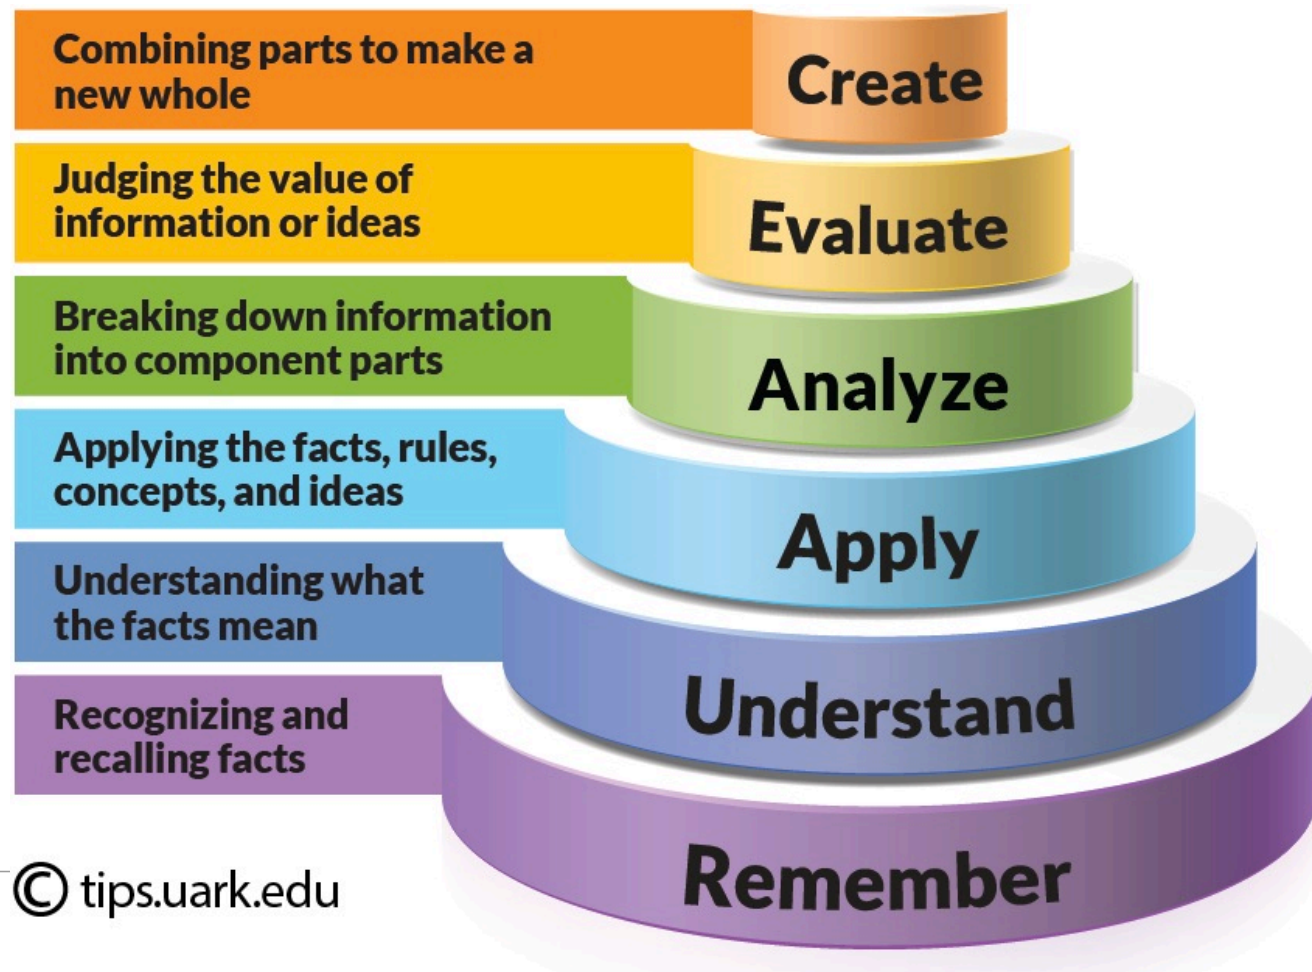 Combining parts to make a
new whole
Create
Judging the value of
information or ideas
Evaluate
Breaking down information
into component parts
Analyze
Applying the facts, rules,
concepts, and ideas
Apply
Understanding what
the facts mean
Understand
Recognizing and
recalling facts
Remember
© tips.uark.edu